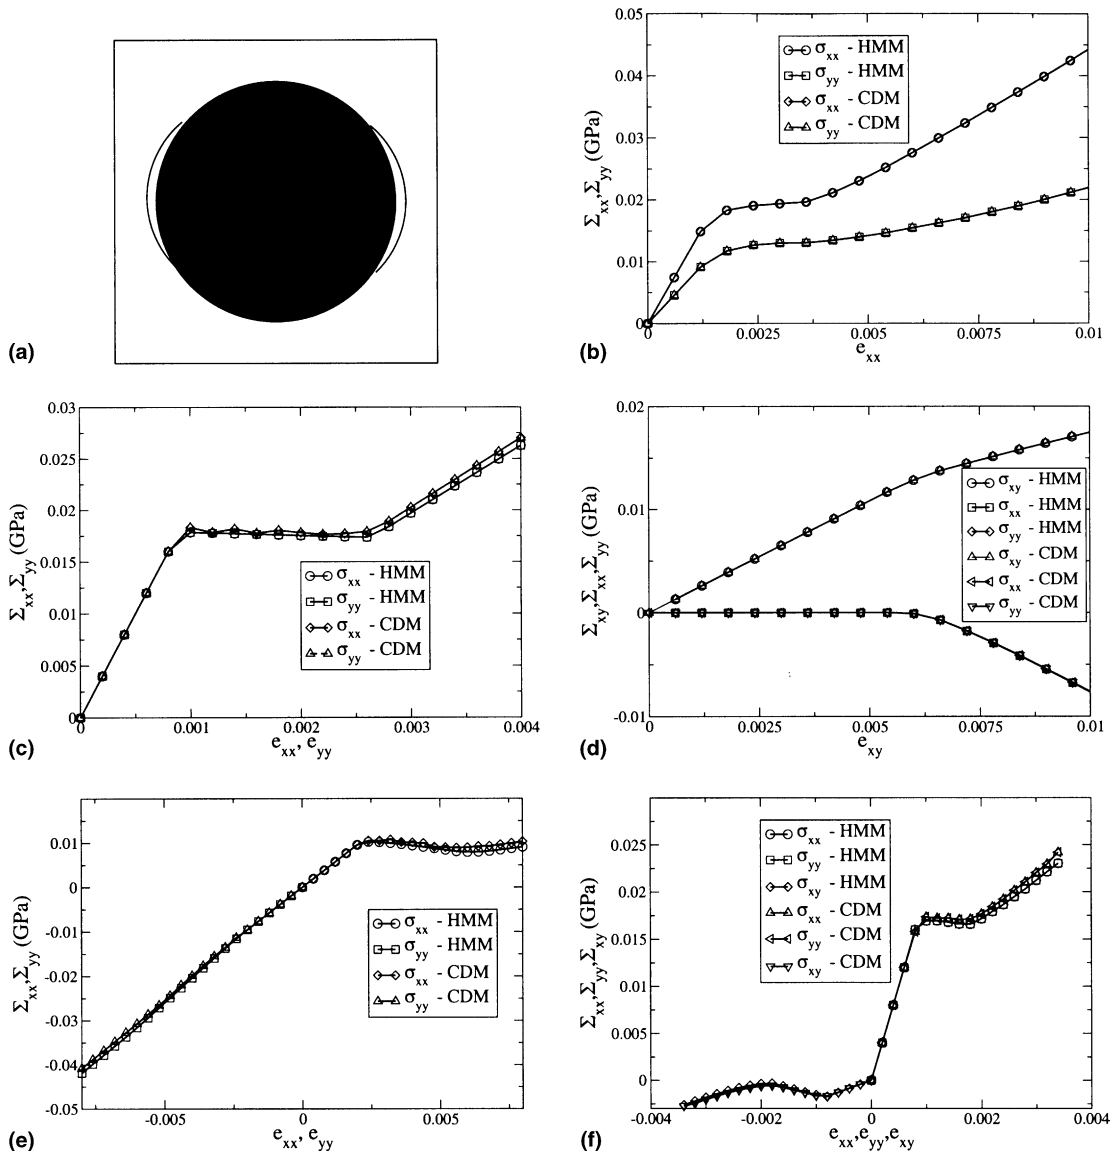 (a)
0.05
0.04
0.03
0.02
0.01
0
Σxx,Σyy (GPa)
σxx - HMM
σyy - HMM
σxx - CDM
σyy - CDM
0 0.0025 0.005 0.0075 0.01
exx
(b)
0.03
0.025
0.02
0.015
0.01
0.005
0
Σxx,Σyy (GPa)
σxx - HMM
σyy - HMM
σxx - CDM
σyy - CDM
0 0.001 0.002 0.003 0.004
exx, eyy
(c)
0.02
0.01
0
-0.01
Σxy,Σxx,Σyy (GPa)
σxy - HMM
σxx - HMM
σyy - HMM
σxy - CDM
σxx - CDM
σyy - CDM
0 0.0025 0.005 0.0075 0.01
exy
(d)
0.01
0
-0.01
-0.02
-0.03
-0.04
-0.05
Σxx,Σyy (GPa)
σxx - HMM
σyy - HMM
σxx - CDM
σyy - CDM
-0.005 0 0.005
exx, eyy
(e)
0.025
0.02
0.015
0.01
0.005
0
Σxx,Σyy,Σxy (GPa)
σxx - HMM
σyy - HMM
σxy - HMM
σxx - CDM
σyy - CDM
σxy - CDM
-0.004 -0.002 0 0.002 0.004
exx,eyy,exy
(f)